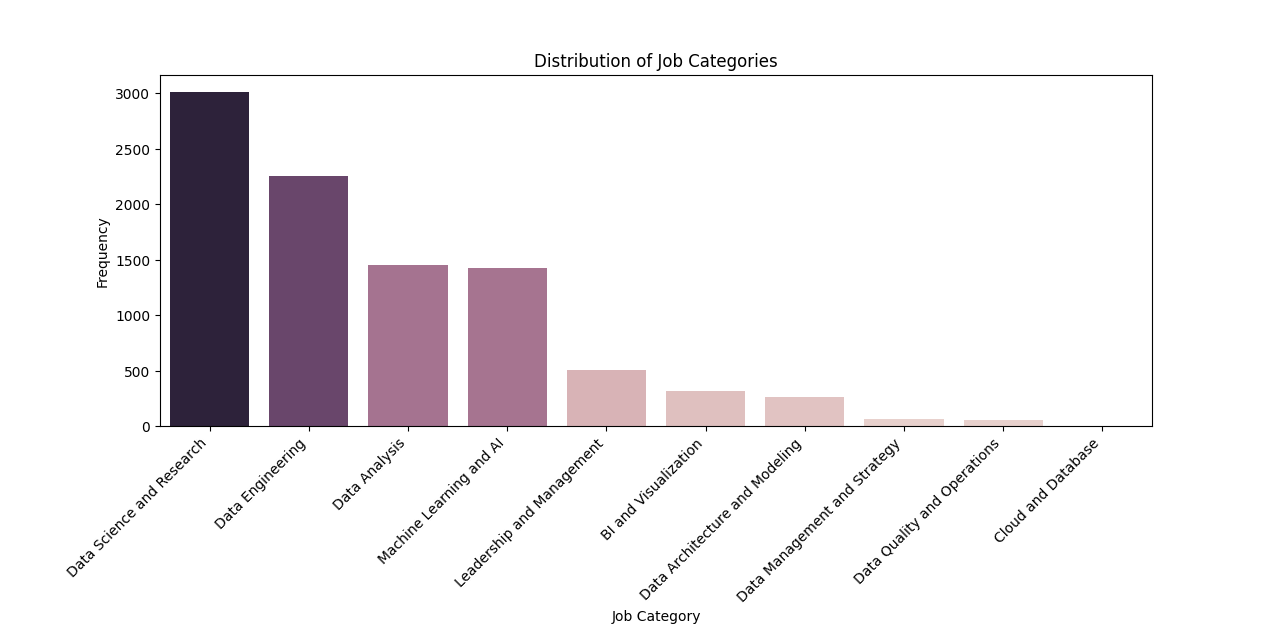 Distribution of Job Categories
3000
2500
2000
1500
1000
500
0
Frequency
Data Science and Research
Data Engineering
Data Analysis
Machine Learning and AI
Leadership and Management
BI and Visualization
Data Architecture and Modeling
Data Management and Strategy
Data Quality and Operations
Cloud and Database
Job Category